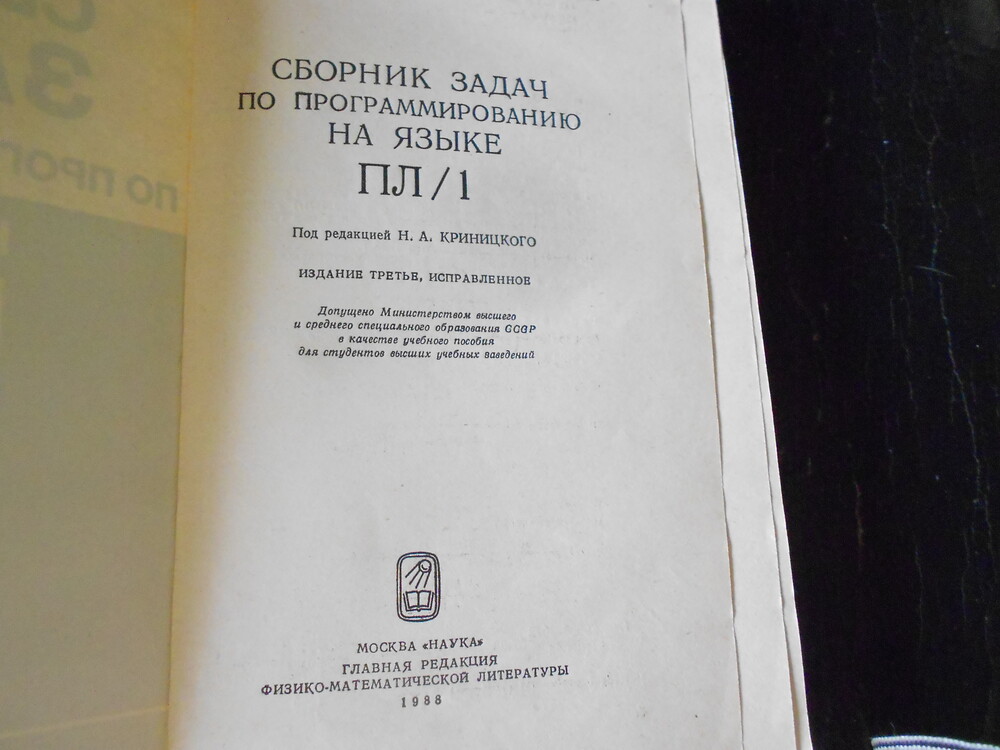 СБОРНИК ЗАДАЧ
ПО ПРОГРАММИРОВАНИЮ
НА ЯЗЫКЕ
ПЛ/1
Под редакцией Н. А. КРИНИЦКОГО
ИЗДАНИЕ ТРЕТЬЕ, ИСПРАВЛЕННОЕ
Допущено Министерством высшего
и среднего специального образования СССР
в качестве учебного пособия
для студентов высших учебных заведений
МОСКВА «НАУКА»
ГЛАВНАЯ РЕДАКЦИЯ
ФИЗИКО-МАТЕМАТИЧЕСКОЙ ЛИТЕРАТУРЫ
1988